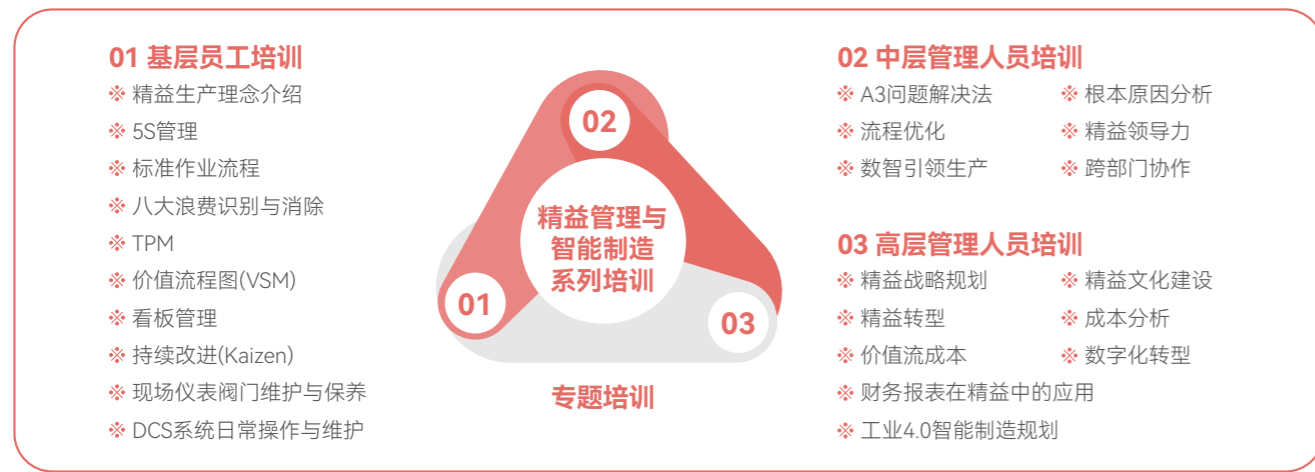 01 基层员工培训
※ 精益生产理念介绍
※ 5S管理
※ 标准作业流程
※ 八大浪费识别与消除
※ TPM
※ 价值流程图(VSM)
※ 看板管理
※ 持续改进(Kaizen)
※ 现场仪表阀门维护与保养
※ DCS系统日常操作与维护
02
精益管理与
智能制造
系列培训
01
03
专题培训
02 中层管理人员培训
※ A3问题解决法 ※ 根本原因分析
※ 流程优化 ※ 精益领导力
※ 数智引领生产 ※ 跨部门协作
03 高层管理人员培训
※ 精益战略规划 ※ 精益文化建设
※ 精益转型 ※ 成本分析
※ 价值流成本 ※ 数字化转型
※ 财务报表在精益中的应用
※ 工业4.0智能制造规划